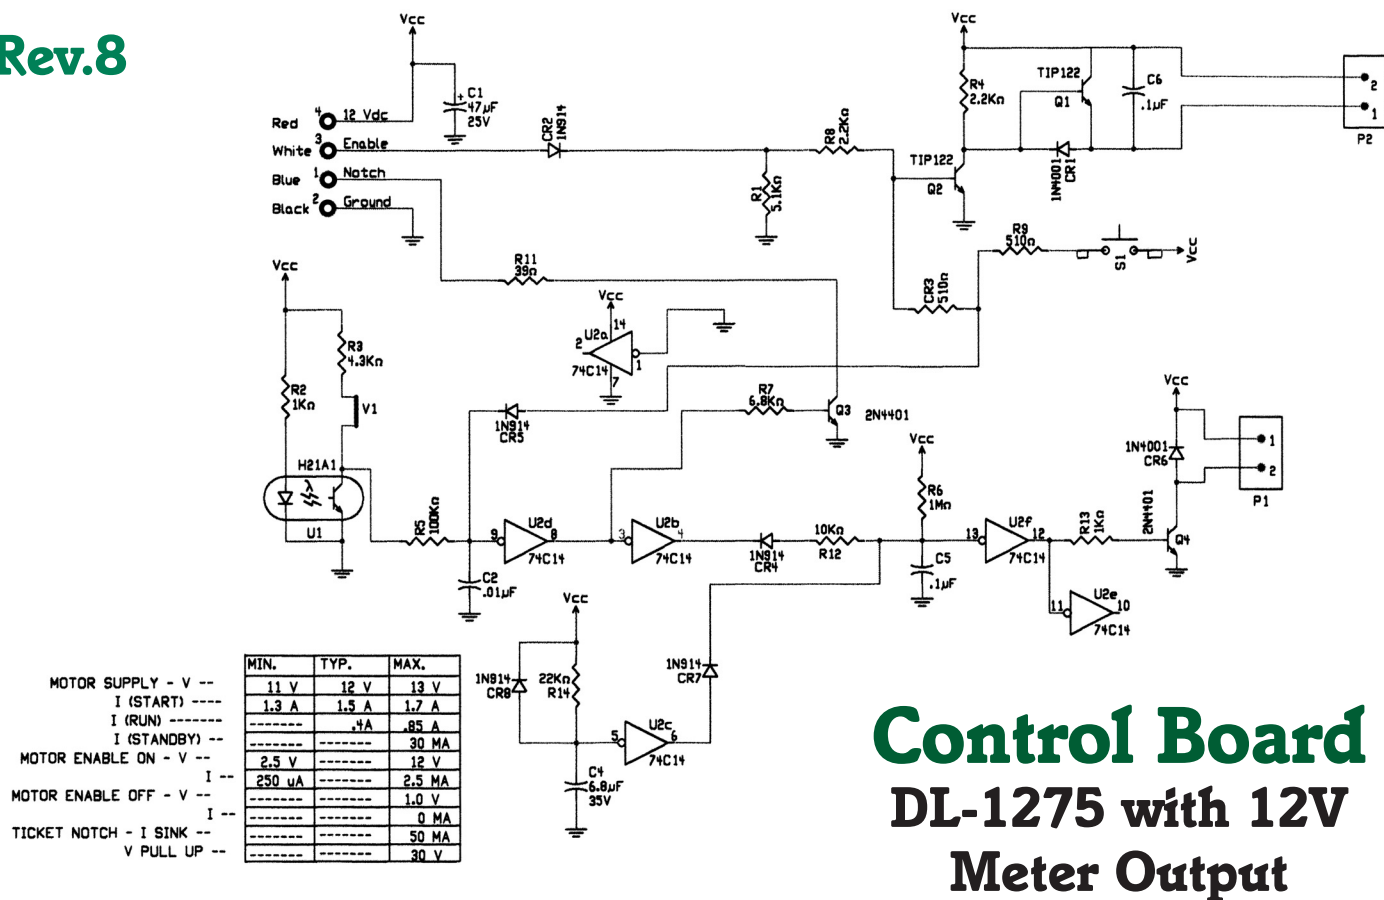 Rev.8
Vcc
C1
47µF
25V
Red 4 12 Vdc
White 3 Enable
Blue 1 Notch
Black 2 Ground
CR2
1N914
R1
5.1KΩ
R8
2.2KΩ
Vcc
R4
2.2KΩ
TIP122
Q1
C6
.1µF
2
1
P2
TIP122
Q2
1N4001
CR1
R9
510Ω
S1
Vcc
CR3
510Ω
R11
39Ω
Vcc
14
U2a
2
1
74C14
7
Vcc
R3
4.3KΩ
R2
1KΩ
V1
H21A1
U1
1N914
CR5
R7
6.8KΩ
Q3
2N4401
R5
100KΩ
9
U2d
8
74C14
C2
.01µF
3
U2b
4
74C14
1N914
CR4
10KΩ
R12
Vcc
R6
1MΩ
C5
.1µF
13
U2f
12
74C14
R13
1KΩ
2N4401
Q4
Vcc
1N4001
CR6
1
2
P1
11
U2e
10
74C14
Vcc
1N914
CR8
22KΩ
R14
5
U2c
6
74C14
1N914
CR7
C4
6.8µF
35V
MIN. TYP. MAX.
MOTOR SUPPLY - V -- 11 V 12 V 13 V
I (START) ---- 1.3 A 1.5 A 1.7 A
I (RUN) ------- ------- .4A .85 A
I (STANDBY) -- ------- ------- 30 MA
MOTOR ENABLE ON - V -- 2.5 V ------- 12 V
I -- 250 uA ------- 2.5 MA
MOTOR ENABLE OFF - V -- ------- ------- 1.0 V
I -- ------- ------- 0 MA
TICKET NOTCH - I SINK -- ------- ------- 50 MA
V PULL UP -- ------- ------- 30 V
Control Board
DL-1275 with 12V
Meter Output